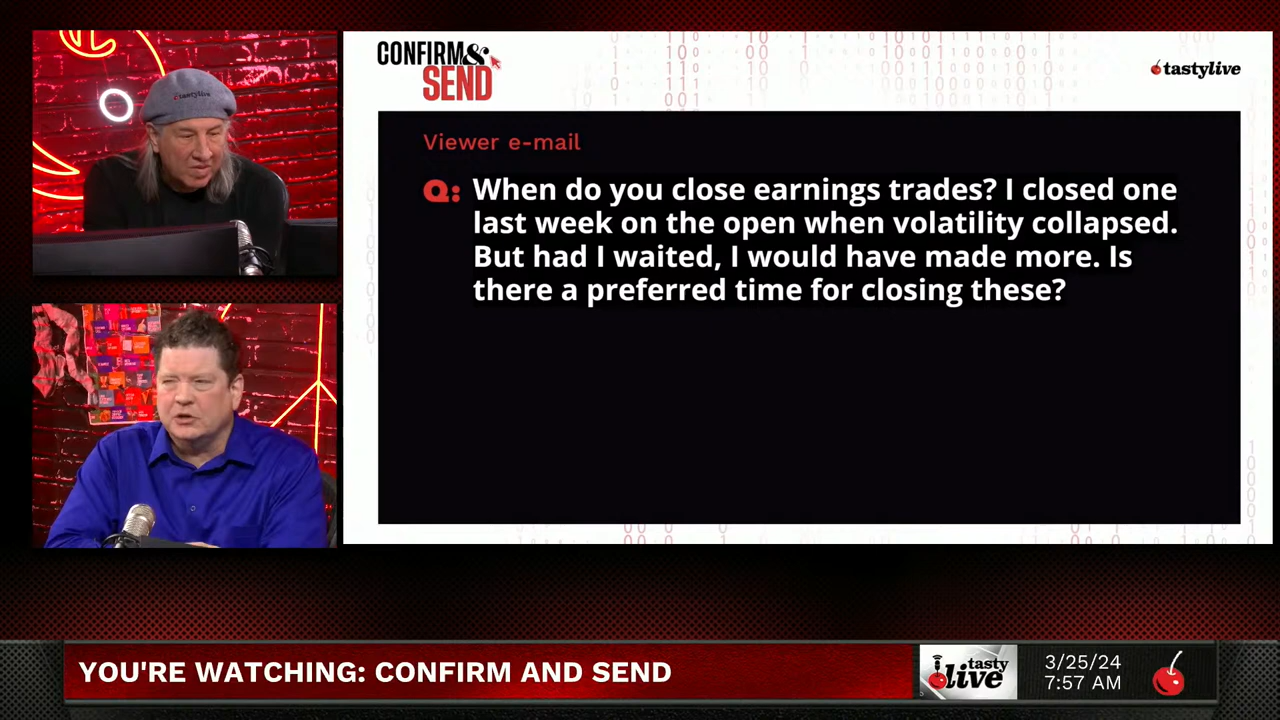 CONFIRM&
SEND
tastylive
tastylive
Viewer e-mail
Q: When do you close earnings trades? I closed one
last week on the open when volatility collapsed.
But had I waited, I would have made more. Is
there a preferred time for closing these?
YOU'RE WATCHING: CONFIRM AND SEND
tasty
live
3/25/24
7:57 AM